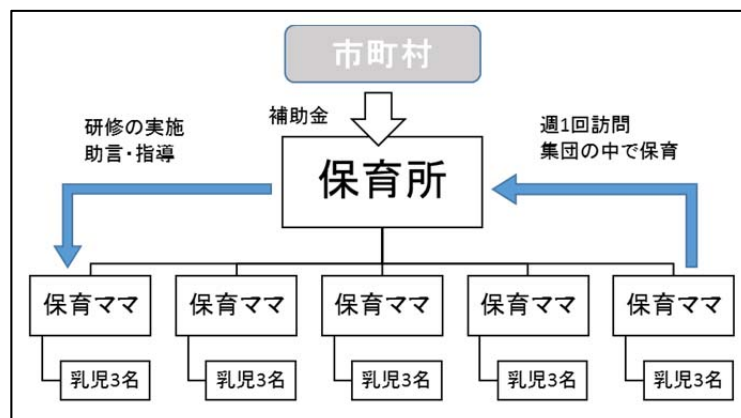 市町村
補助金
研修の実施
助言・指導
週1回訪問
集団の中で保育
保育所
保育ママ
保育ママ
保育ママ
保育ママ
保育ママ
乳児3名
乳児3名
乳児3名
乳児3名
乳児3名